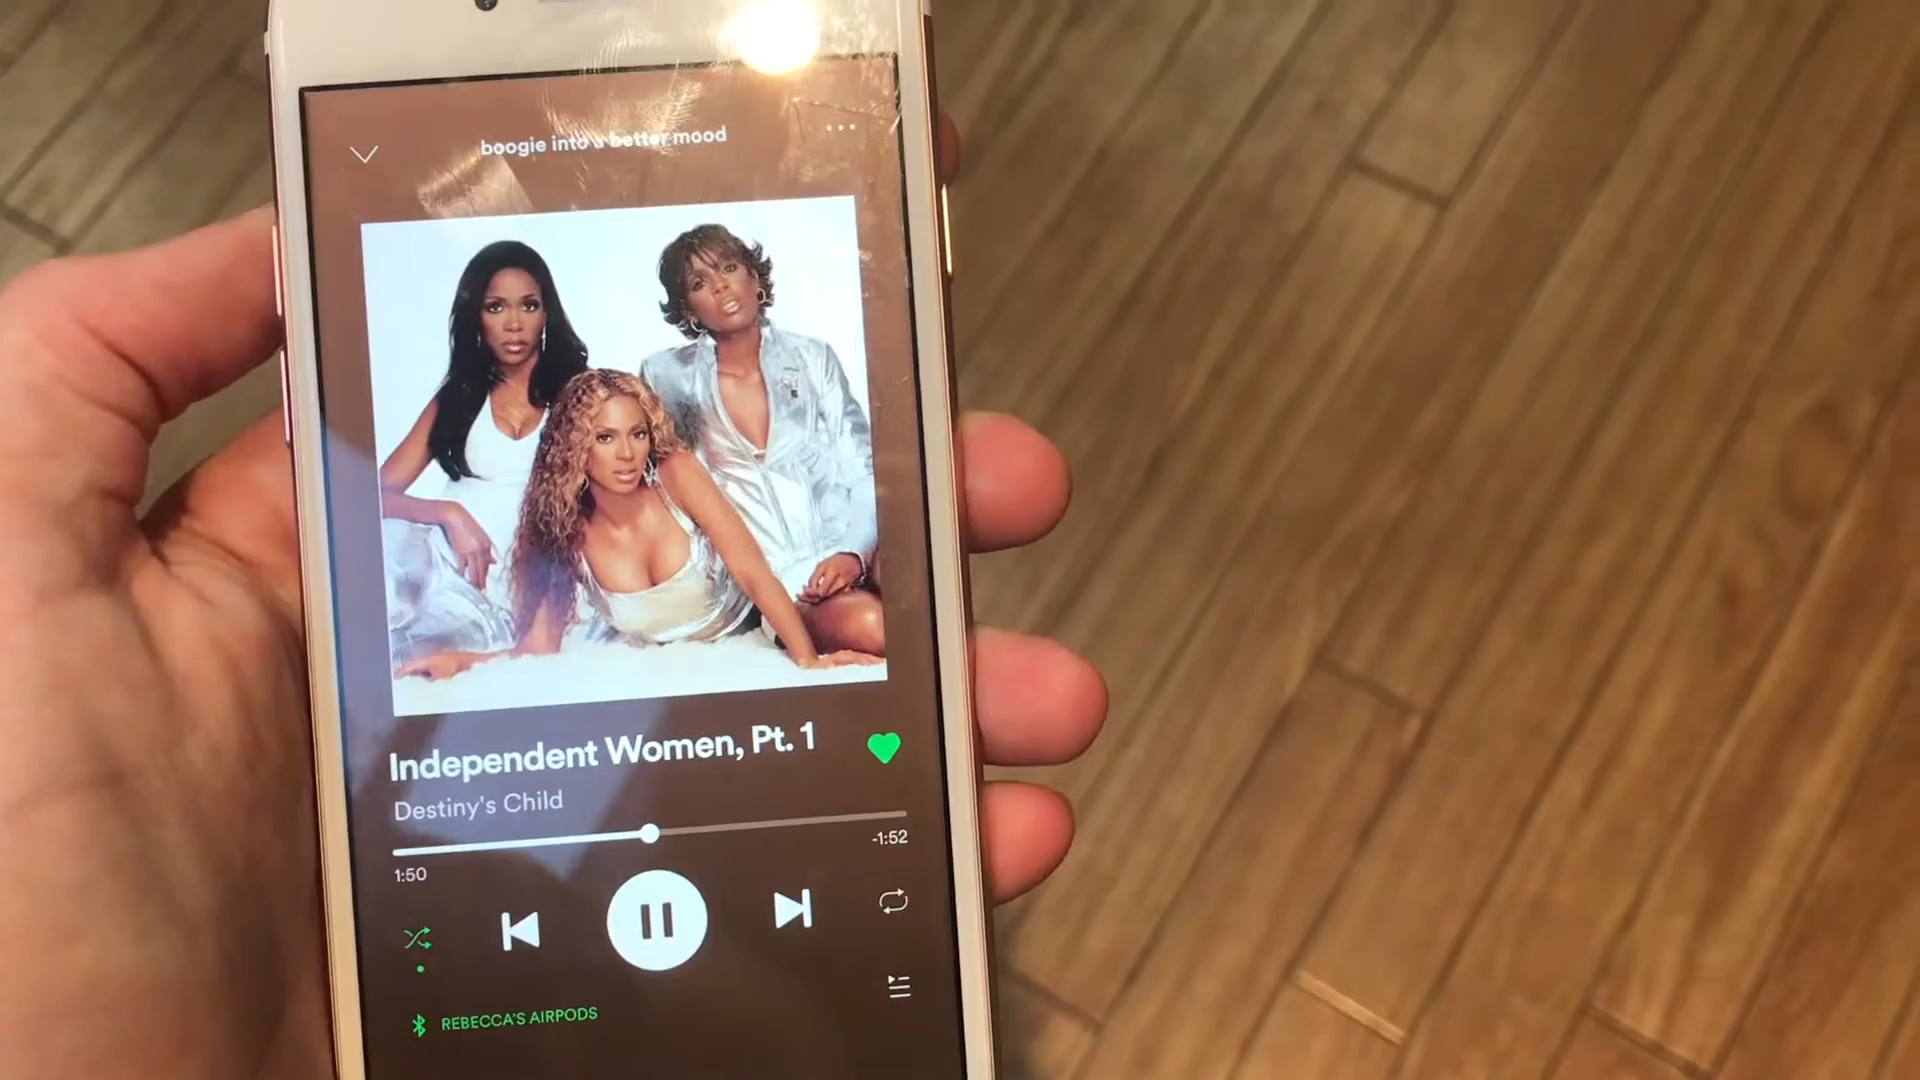 boogie into a better mood
Independent Women, Pt. 1
Destiny's Child
1:50
-1:52
REBECCA'S AIRPODS